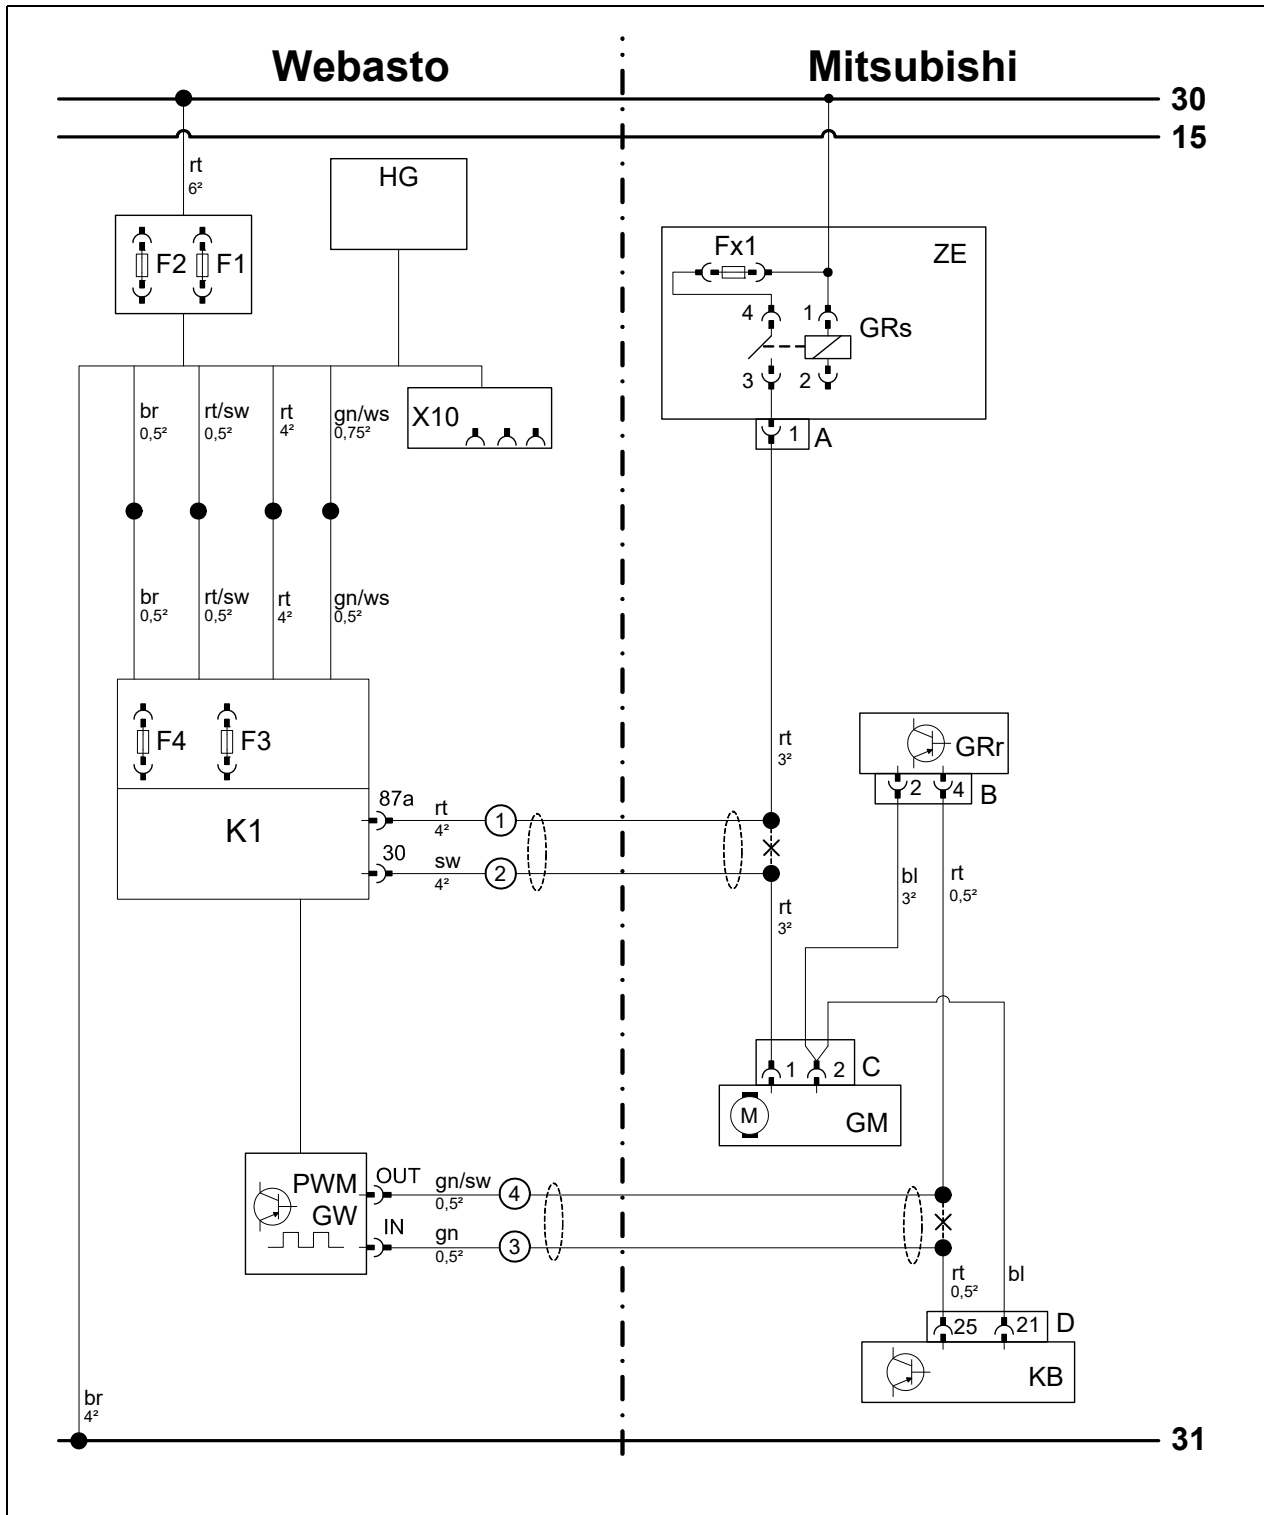 Webasto
Mitsubishi
30
15
rt
6²
HG
F2
F1
Fx1
ZE
4
1
GRs
3
2
1
A
X10
br
0,5²
rt/sw
0,5²
rt
4²
gn/ws
0,75²
br
0,5²
rt/sw
0,5²
rt
4²
gn/ws
0,5²
F4
F3
K1
87a
rt
4²
1
30
sw
4²
2
rt
3²
rt
3²
GRr
2
4
B
bl
3²
rt
0,5²
1
2
C
M
GM
PWM
GW
OUT
gn/sw
0,5²
4
IN
gn
0,5²
3
rt
0,5²
bl
25
21
D
KB
br
4²
31